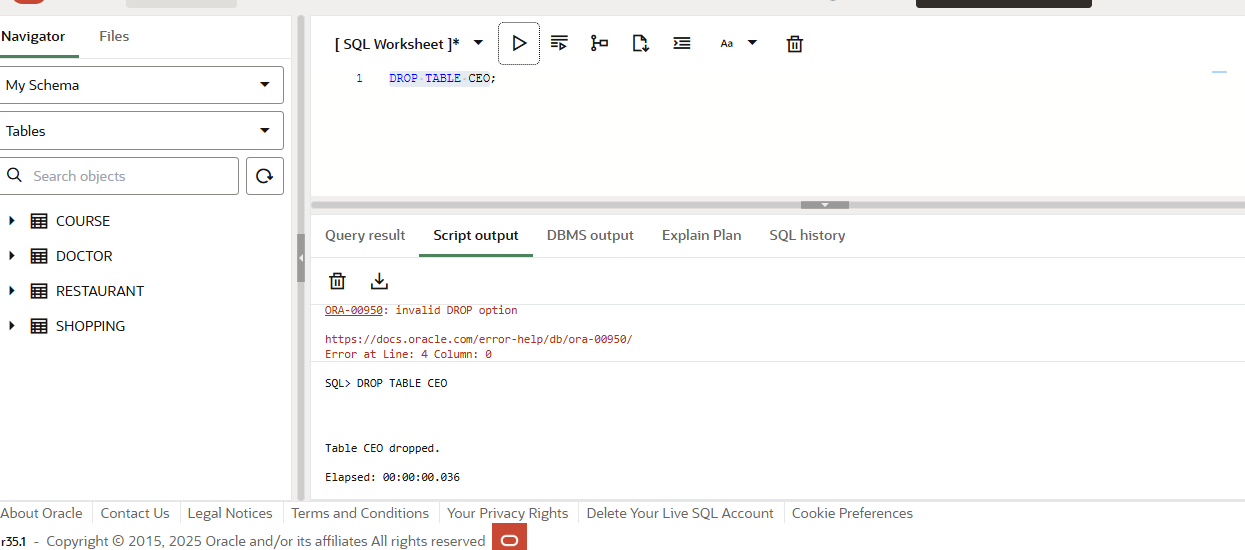 Navigator Files
My Schema
Tables
Search objects
COURSE
DOCTOR
RESTAURANT
SHOPPING
[ SQL Worksheet ]* Aa
1 DROP TABLE CEO;
Query result Script output DBMS output Explain Plan SQL history
ORA-00950: invalid DROP option
https://docs.oracle.com/error-help/db/ora-00950/
Error at Line: 4 Column: 0
SQL> DROP TABLE CEO
Table CEO dropped.
Elapsed: 00:00:00.036
About Oracle Contact Us Legal Notices Terms and Conditions Your Privacy Rights Delete Your Live SQL Account Cookie Preferences
r35.1 - Copyright © 2015, 2025 Oracle and/or its affiliates All rights reserved